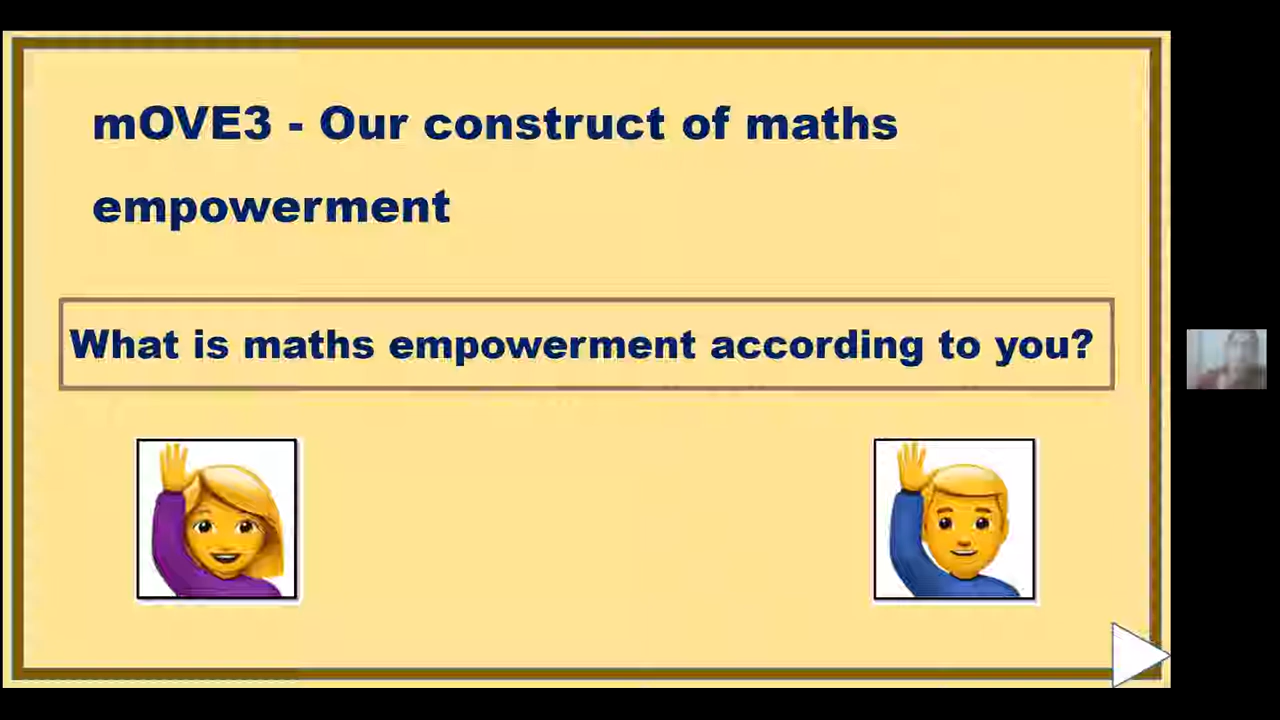 mOVE3 - Our construct of maths
empowerment
What is maths empowerment according to you?